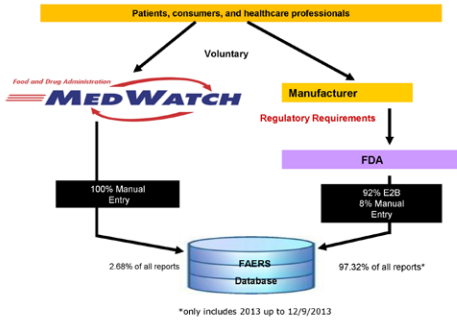 Patients, consumers, and healthcare professionals
Voluntary
Food and Drug Administration
MEDWATCH
Manufacturer
Regulatory Requirements
FDA
100% Manual
Entry
92% E2B
8% Manual
Entry
2.68% of all reports
FAERS
Database
97.32% of all reports*
*only includes 2013 up to 12/9/2013